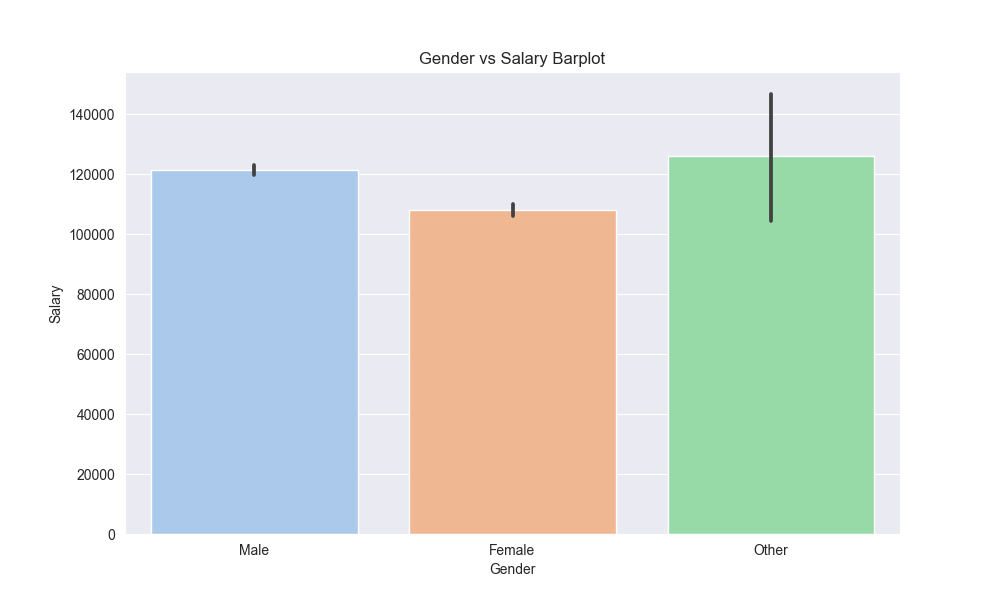 Gender vs Salary Barplot
140000
120000
100000
80000
60000
40000
20000
0
Salary
Male Female Other
Gender